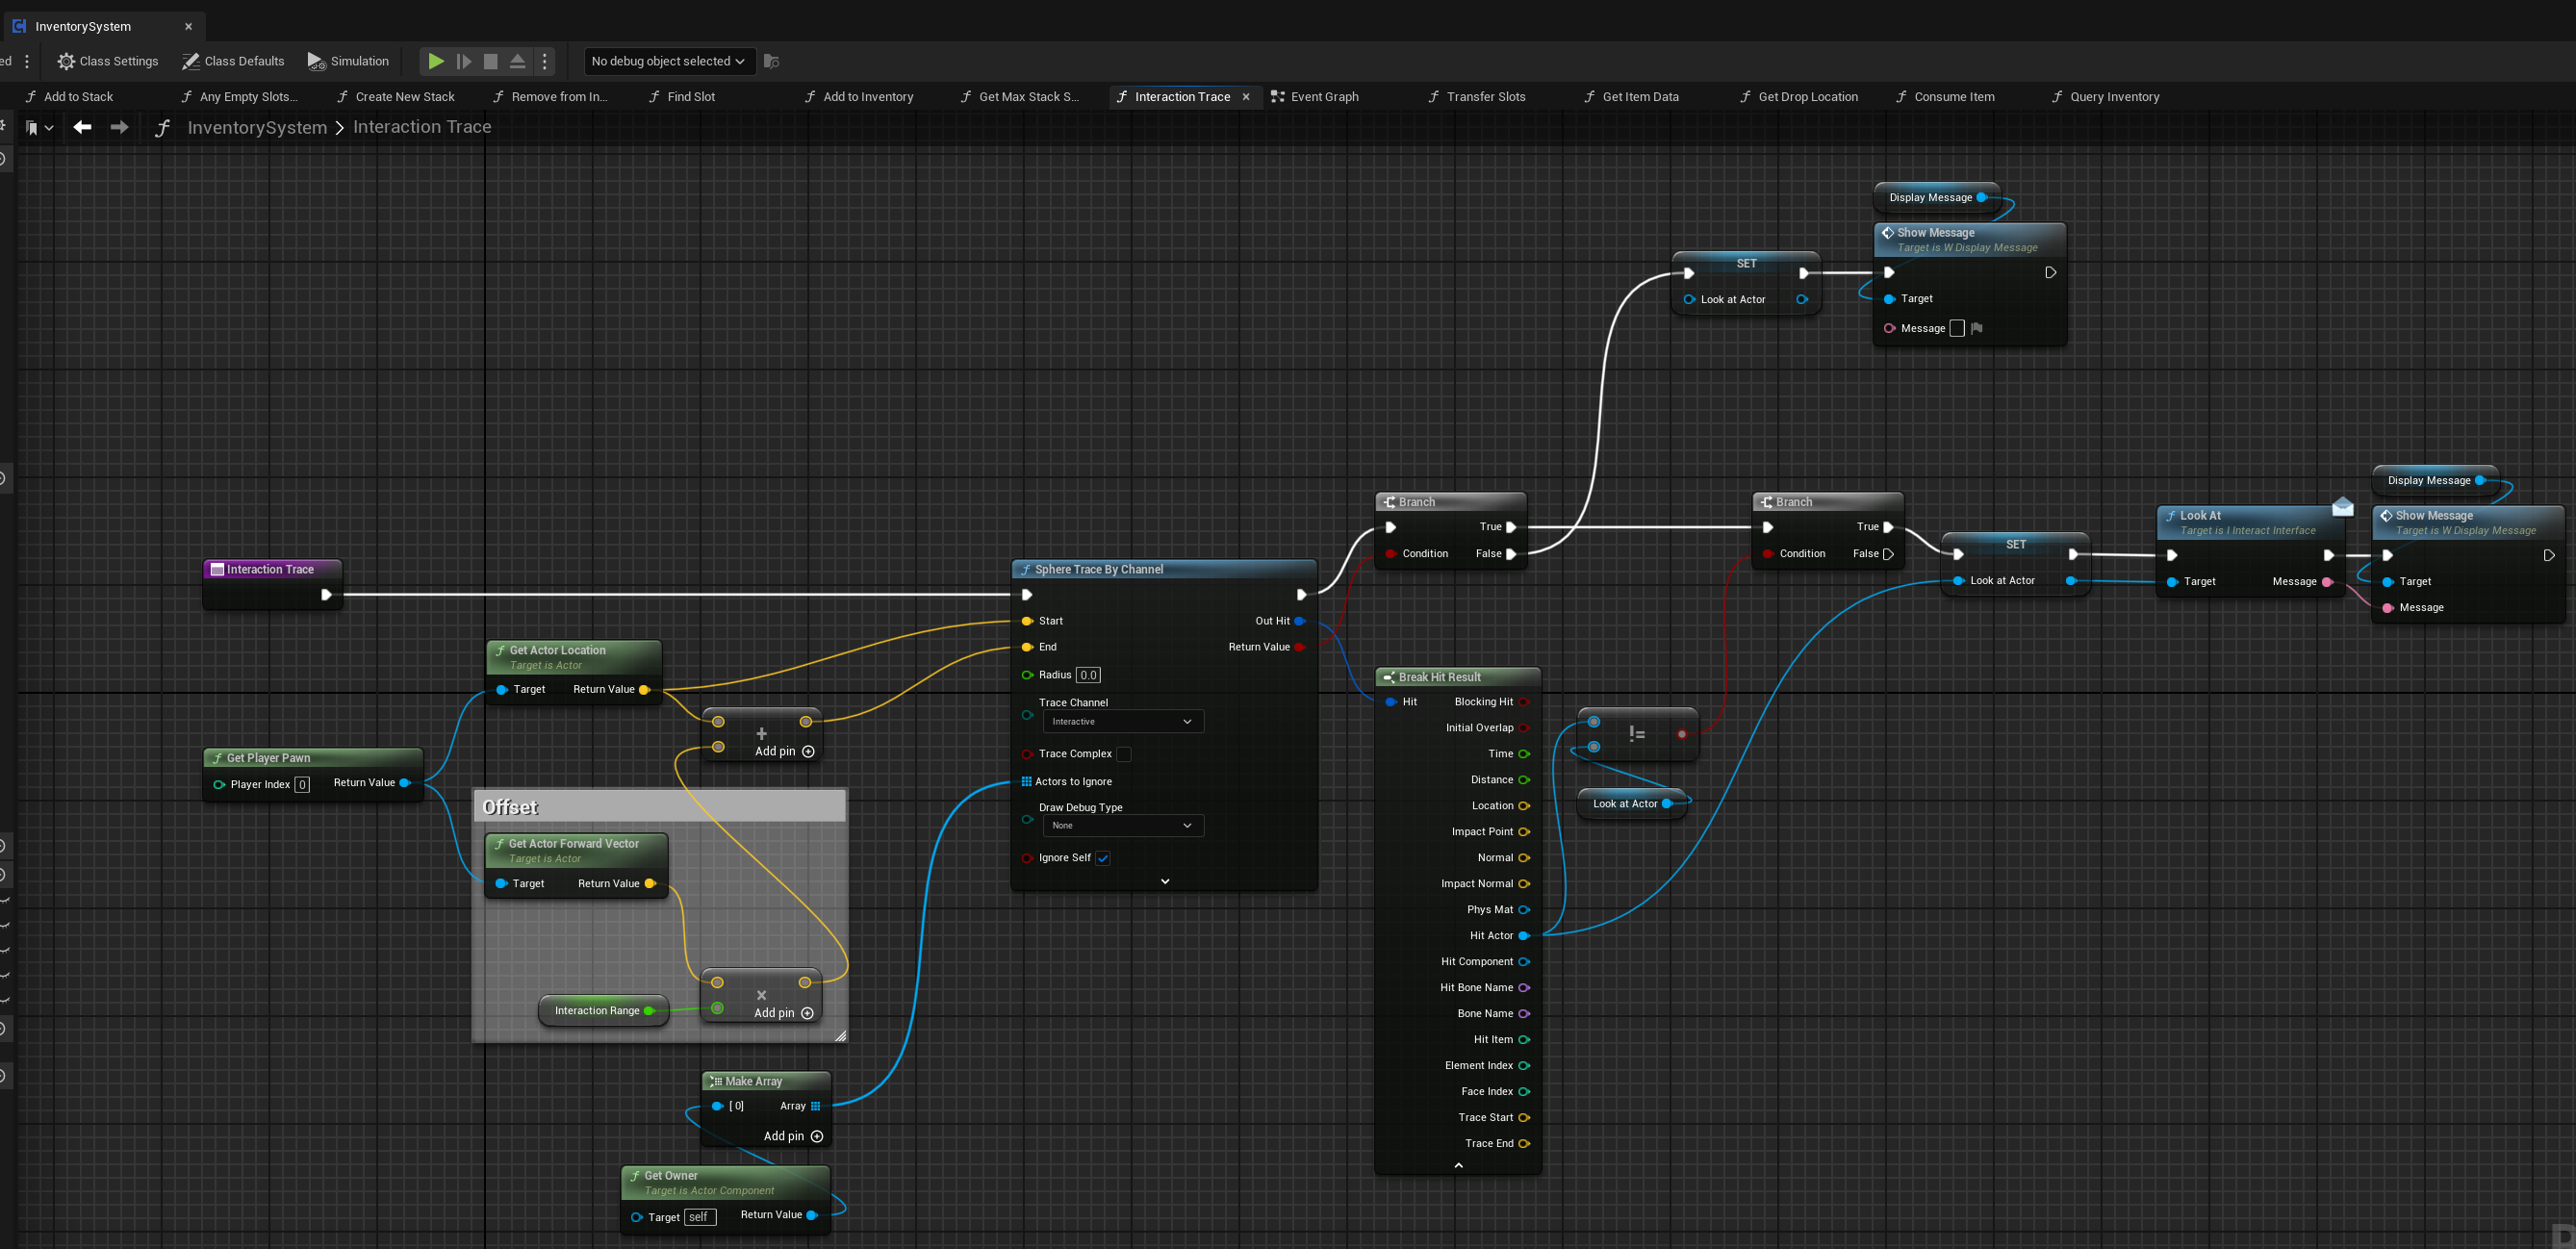 InventorySystem
ed
Class Settings
Class Defaults
Simulation
No debug object selected
Add to Stack
Any Empty Slots...
Create New Stack
Remove from In...
Find Slot
Add to Inventory
Get Max Stack S...
Interaction Trace
Event Graph
Transfer Slots
Get Item Data
Get Drop Location
Consume Item
Query Inventory
InventorySystem > Interaction Trace
Display Message
Show Message
Target is W Display Message
Target
Message
SET
Look at Actor
Display Message
Show Message
Target is W Display Message
Target
Message
Look At
Target is I Interact Interface
Target Message
SET
Look at Actor
Branch
True
Condition False
Branch
True
Condition False
Interaction Trace
Sphere Trace By Channel
Start Out Hit
End Return Value
Radius 0.0
Trace Channel
Interactive
Trace Complex
Actors to Ignore
Draw Debug Type
None
Ignore Self
Get Actor Location
Target is Actor
Target Return Value
+
Add pin
Get Player Pawn
Player Index 0 Return Value
Offset
Get Actor Forward Vector
Target is Actor
Target Return Value
Interaction Range
×
Add pin
Make Array
[0] Array
Add pin
Get Owner
Target is Actor Component
Target self Return Value
Break Hit Result
Hit Blocking Hit
Initial Overlap
Time
Distance
Location
Impact Point
Normal
Impact Normal
Phys Mat
Hit Actor
Hit Component
Hit Bone Name
Bone Name
Hit Item
Element Index
Face Index
Trace Start
Trace End
!=
Look at Actor